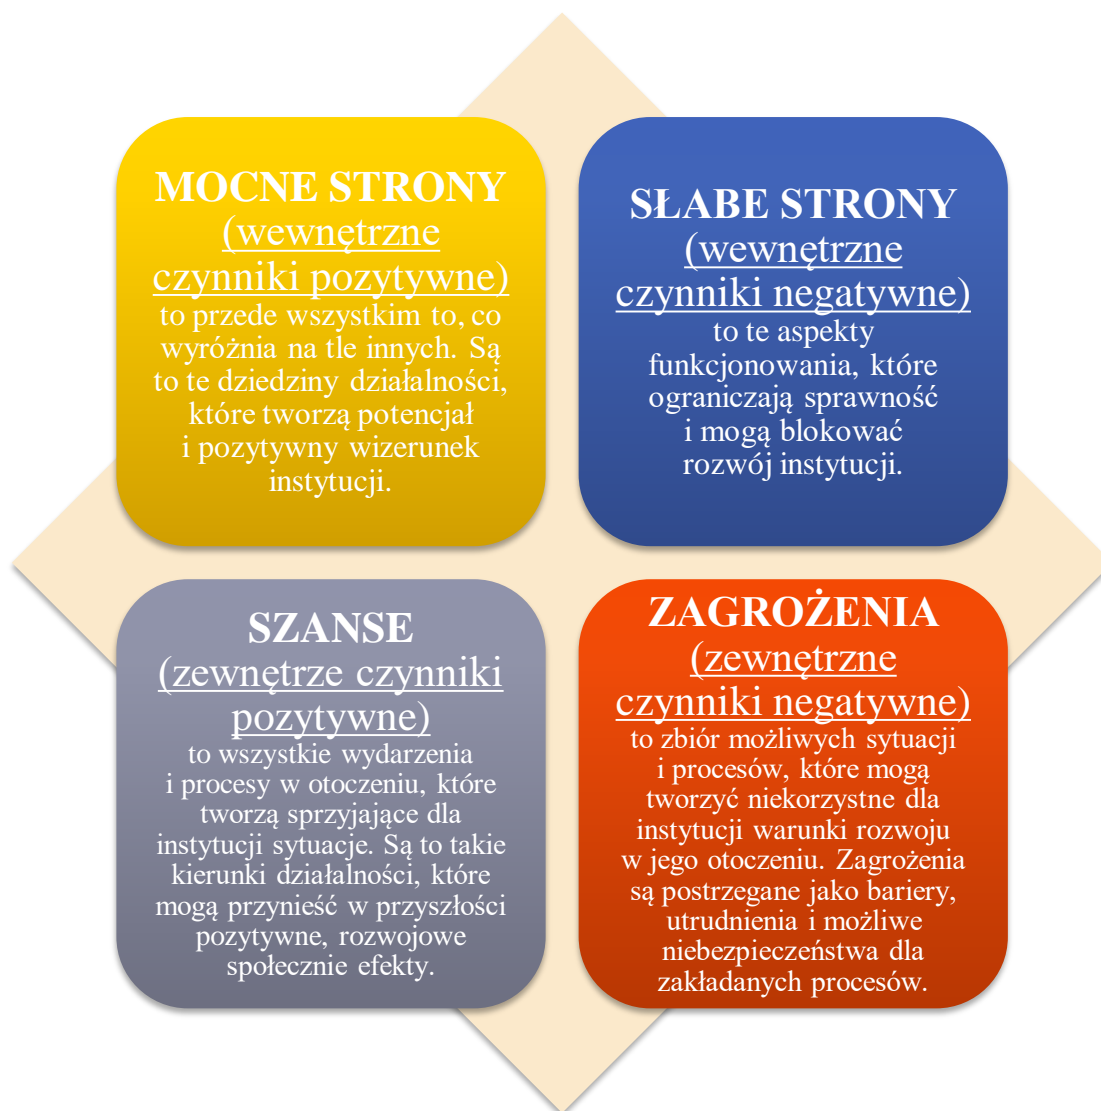 MOCNE STRONY
(wewnętrzne
czynniki pozytywne)
to przede wszystkim to, co
wyróżnia na tle innych. Są
to te dziedziny działalności,
które tworzą potencjał
i pozytywny wizerunek
instytucji.
SŁABE STRONY
(wewnętrzne
czynniki negatywne)
to te aspekty
funkcjonowania, które
ograniczają sprawność
i mogą blokować
rozwój instytucji.
SZANSE
(zewnętrze czynniki
pozytywne)
to wszystkie wydarzenia
i procesy w otoczeniu, które
tworzą sprzyjające dla
instytucji sytuacje. Są to takie
kierunki działalności, które
mogą przynieść w przyszłości
pozytywne, rozwojowe
społecznie efekty.
ZAGROŻENIA
(zewnętrzne
czynniki negatywne)
to zbiór możliwych sytuacji
i procesów, które mogą
tworzyć niekorzystne dla
instytucji warunki rozwoju
w jego otoczeniu. Zagrożenia
są postrzegane jako bariery,
utrudnienia i możliwe
niebezpieczeństwa dla
zakładanych procesów.